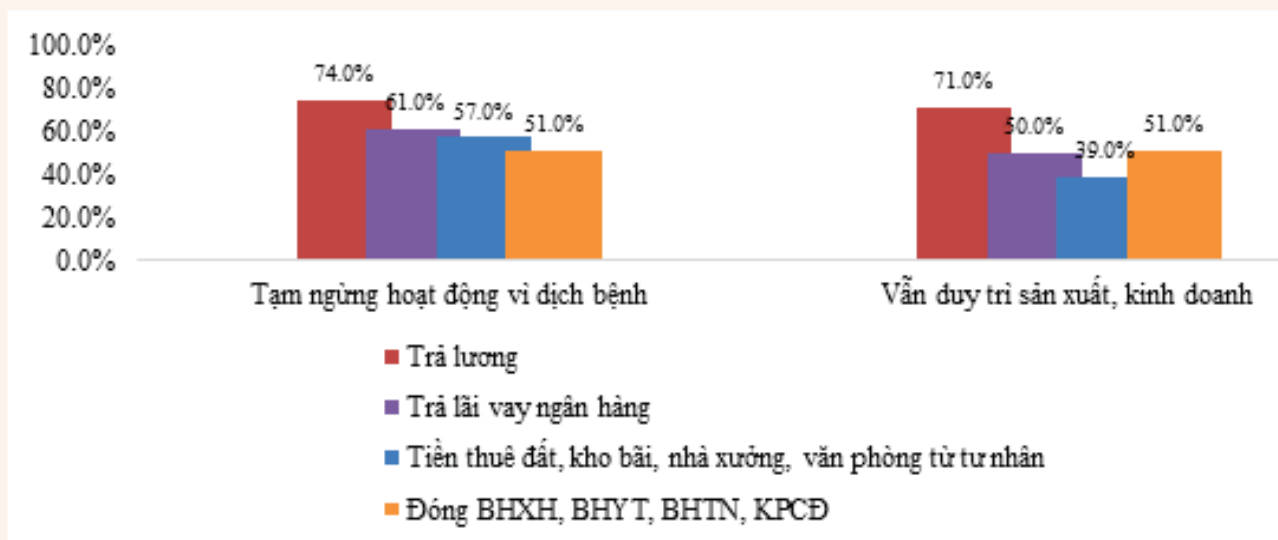 100.0%
80.0%
60.0%
40.0%
20.0%
0.0%
74.0%
61.0%
57.0%
51.0%
71.0%
50.0%
39.0%
51.0%
Tạm ngừng hoạt động vì dịch bệnh
Vẫn duy trì sản xuất, kinh doanh
Trả lương
Trả lãi vay ngân hàng
Tiền thuê đất, kho bãi, nhà xưởng, văn phòng từ tư nhân
Đóng BHXH, BHYT, BHTN, KPCĐ